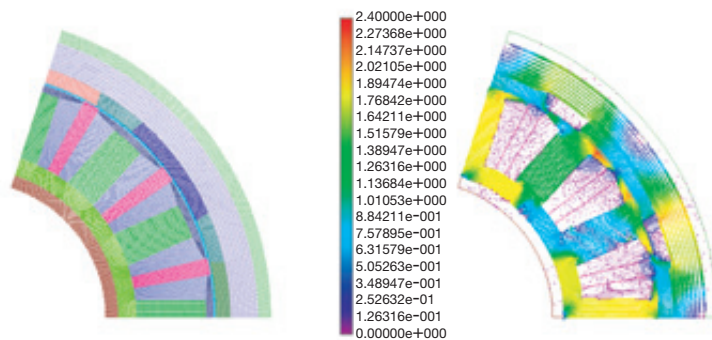 2.40000e+000
2.27368e+000
2.14737e+000
2.02105e+000
1.89474e+000
1.76842e+000
1.64211e+000
1.51579e+000
1.38947e+000
1.26316e+000
1.13684e+000
1.01053e+000
8.84211e-001
7.57895e-001
6.31579e-001
5.05263e-001
3.48947e-001
2.52632e-01
1.26316e-001
0.00000e+000